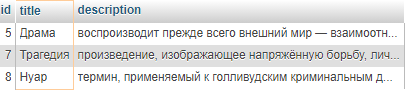 id title description
5 Драма воспроизводит прежде всего внешний мир — взаимоотн...
7 Трагедия произведение, изображающее напряжённую борьбу, лич...
8 Нуар термин, применяемый к голливудским криминальным д...